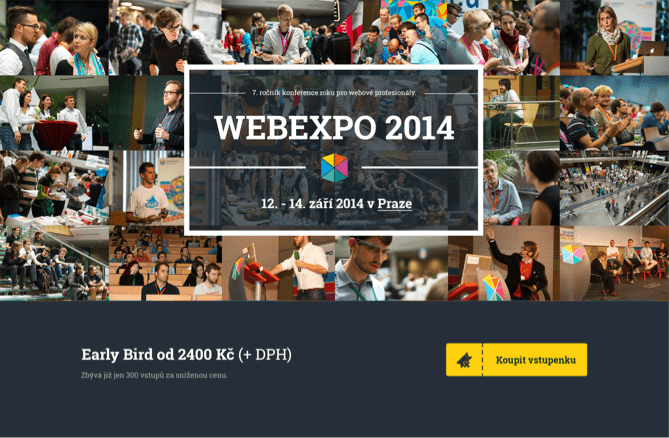 7. ročník konference roku pro webové profesionály.
WEBEXPO 2014
12. - 14. září 2014 v Praze
Early Bird od 2400 Kč (+ DPH)
Zbývá již jen 300 vstupů za sníženou cenu.
Koupit vstupenku